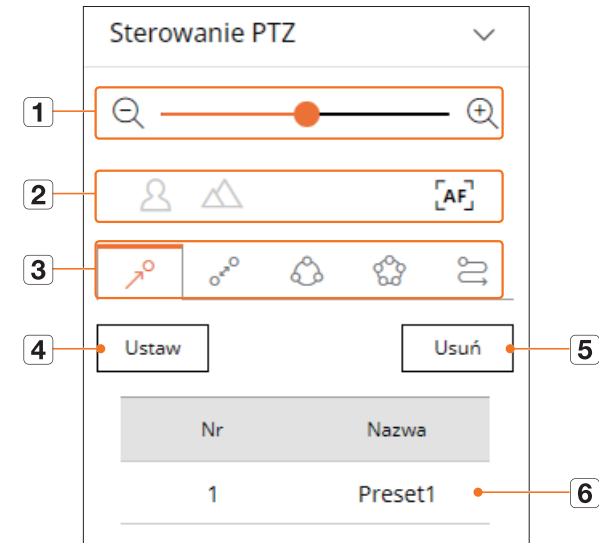 Sterowanie PTZ
1
2
AF
3
4
Ustaw
Usuń
5
Nr Nazwa
1 Preset1
6